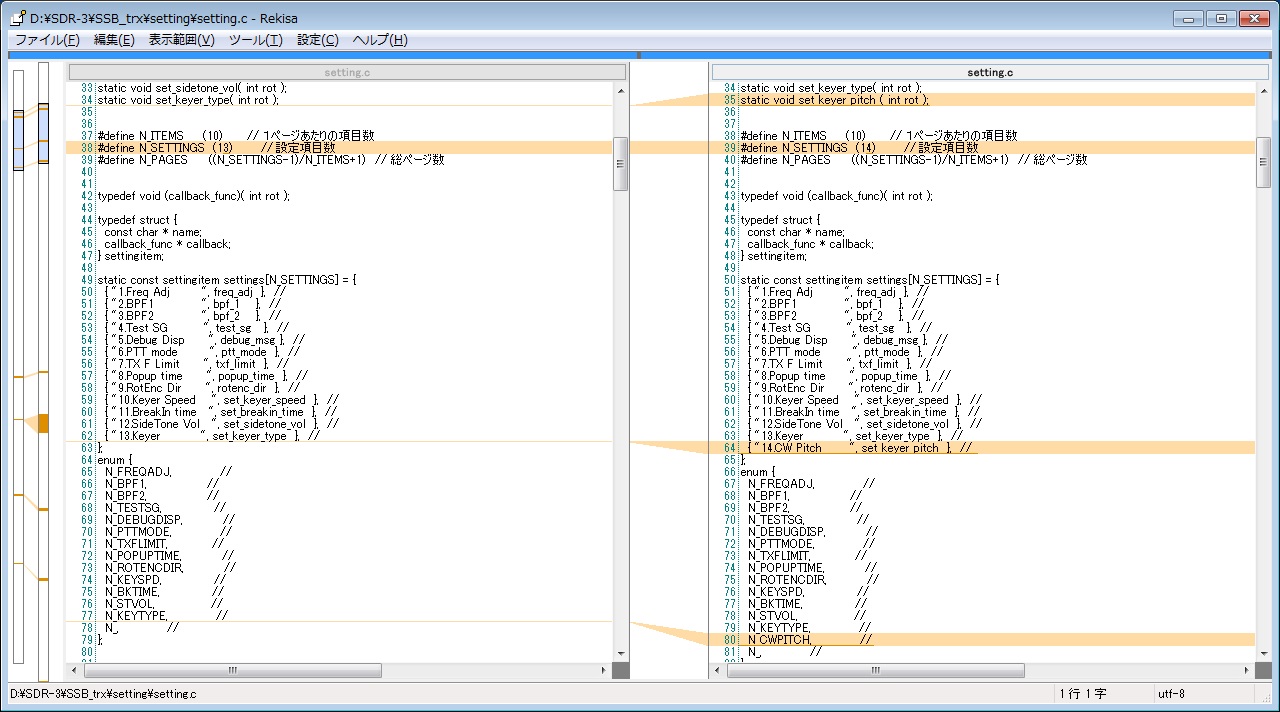 D:¥SDR-3¥SSB_trx¥setting¥setting.c - Rekisa
ファイル(F) 編集(E) 表示範囲(V) ツール(T) 設定(C) ヘルプ(H)
setting.c
33 static void set_sidetone_vol( int rot );
34 static void set_keyer_type( int rot );
35
36
37 #define N_ITEMS (10) // 1ページあたりの項目数
38 #define N_SETTINGS (13) // 設定項目数
39 #define N_PAGES ((N_SETTINGS-1)/N_ITEMS+1) // 総ページ数
40
41
42 typedef void (callback_func)( int rot );
43
44 typedef struct {
45 const char * name;
46 callback_func * callback;
47 } settingitem;
48
49 static const settingitem settings[N_SETTINGS] = {
50 { "1.Freq Adj ", freq_adj }, //
51 { "2.BPF1 ", bpf_1 }, //
52 { "3.BPF2 ", bpf_2 }, //
53 { "4.Test SG ", test_sg }, //
54 { "5.Debug Disp ", debug_msg }, //
55 { "6.PTT mode ", ptt_mode }, //
56 { "7.TX F Limit ", txf_limit }, //
57 { "8.Popup time ", popup_time }, //
58 { "9.RotEnc Dir ", rotenc_dir }, //
59 { "10.Keyer Speed ", set_keyer_speed }, //
60 { "11.BreakIn time ", set_breakin_time }, //
61 { "12.SideTone Vol ", set_sidetone_vol }, //
62 { "13.Keyer ", set_keyer_type }, //
63 };
64 enum {
65 N_FREQADJ, //
66 N_BPF1, //
67 N_BPF2, //
68 N_TESTSG, //
69 N_DEBUGDISP, //
70 N_PTTMODE, //
71 N_TXFLIMIT, //
72 N_POPUPTIME, //
73 N_ROTENCDIR, //
74 N_KEYSPD, //
75 N_BKTIME, //
76 N_STVOL, //
77 N_KEYTYPE, //
78 N_, //
79 };
80
setting.c
34 static void set_keyer_type( int rot );
35 static void set_keyer_pitch ( int rot );
36
37
38 #define N_ITEMS (10) // 1ページあたりの項目数
39 #define N_SETTINGS (14) // 設定項目数
40 #define N_PAGES ((N_SETTINGS-1)/N_ITEMS+1) // 総ページ数
41
42
43 typedef void (callback_func)( int rot );
44
45 typedef struct {
46 const char * name;
47 callback_func * callback;
48 } settingitem;
49
50 static const settingitem settings[N_SETTINGS] = {
51 { "1.Freq Adj ", freq_adj }, //
52 { "2.BPF1 ", bpf_1 }, //
53 { "3.BPF2 ", bpf_2 }, //
54 { "4.Test SG ", test_sg }, //
55 { "5.Debug Disp ", debug_msg }, //
56 { "6.PTT mode ", ptt_mode }, //
57 { "7.TX F Limit ", txf_limit }, //
58 { "8.Popup time ", popup_time }, //
59 { "9.RotEnc Dir ", rotenc_dir }, //
60 { "10.Keyer Speed ", set_keyer_speed }, //
61 { "11.BreakIn time ", set_breakin_time }, //
62 { "12.SideTone Vol ", set_sidetone_vol }, //
63 { "13.Keyer ", set_keyer_type }, //
64 { "14.CW Pitch ", set_keyer_pitch }, //
65 };
66 enum {
67 N_FREQADJ, //
68 N_BPF1, //
69 N_BPF2, //
70 N_TESTSG, //
71 N_DEBUGDISP, //
72 N_PTTMODE, //
73 N_TXFLIMIT, //
74 N_POPUPTIME, //
75 N_ROTENCDIR, //
76 N_KEYSPD, //
77 N_BKTIME, //
78 N_STVOL, //
79 N_KEYTYPE, //
80 N_CWPITCH, //
81 N_, //
D:¥SDR-3¥SSB_trx¥setting¥setting.c
1 行 1 字
utf-8